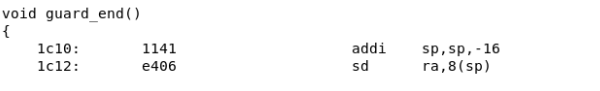 void guard_end()
{
    1c10:       1141                    addi    sp,sp,-16
    1c12:       e406                    sd      ra,8(sp)